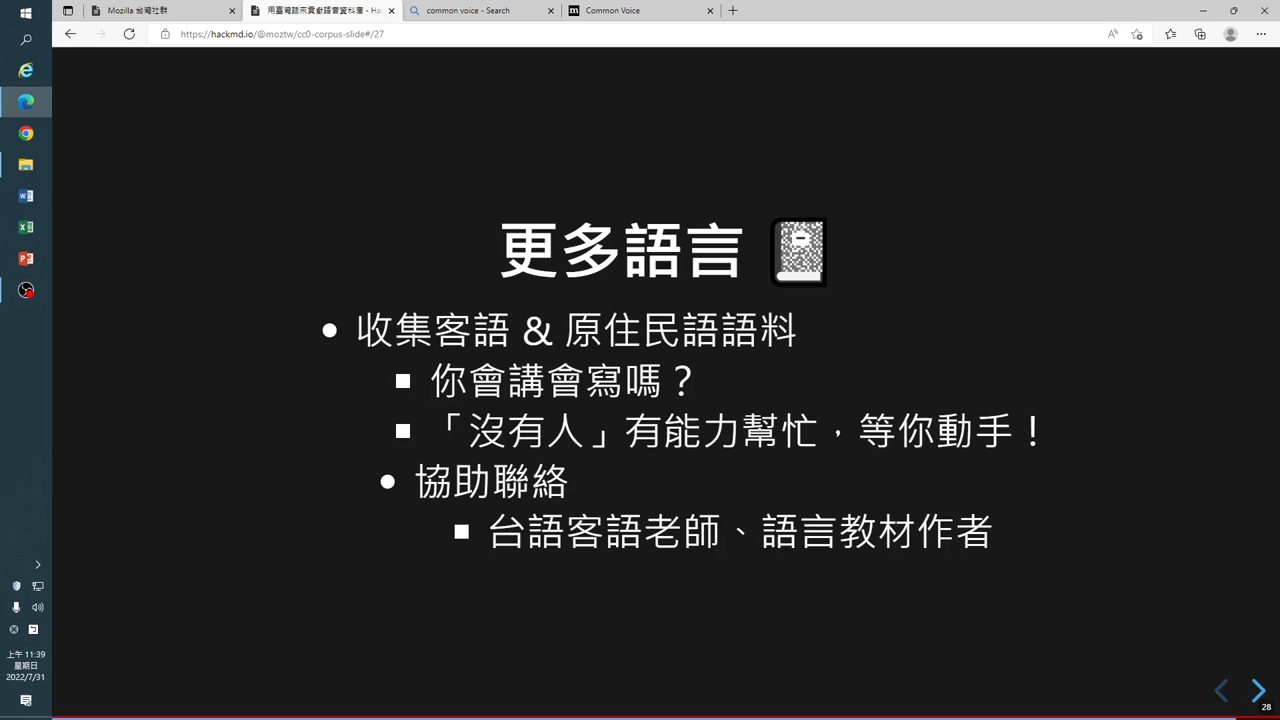 Mozilla 台灣社群
用臺灣語來貢獻語音資料庫 - Ha
common voice - Search
Common Voice
https://hackmd.io/@moztw/cc0-corpus-slide#/27
更多語言
收集客語 & 原住民語語料
你會講會寫嗎？
「沒有人」有能力幫忙，等你動手！
協助聯絡
台語客語老師、語言教材作者
上午 11:39
星期日
2022/7/31
28